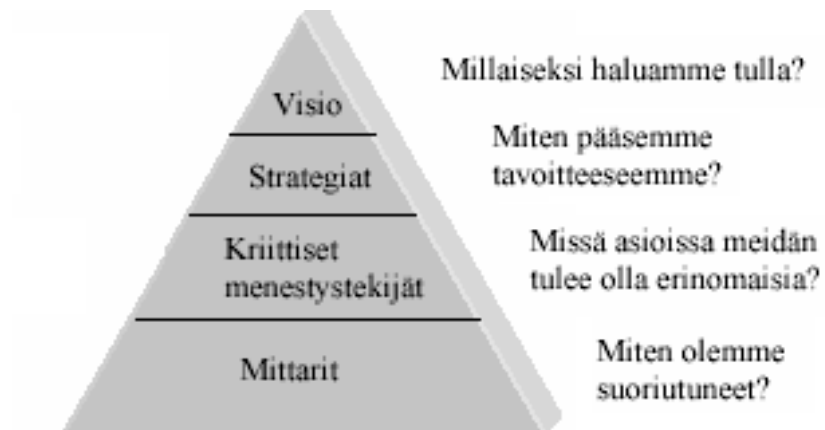 Visio
Millaiseksi haluamme tulla?
Strategiat
Miten pääsemme
tavoitteeseemme?
Kriittiset
menestystekijät
Missä asioissa meidän
tulee olla erinomaisia?
Mittarit
Miten olemme
suoriutuneet?